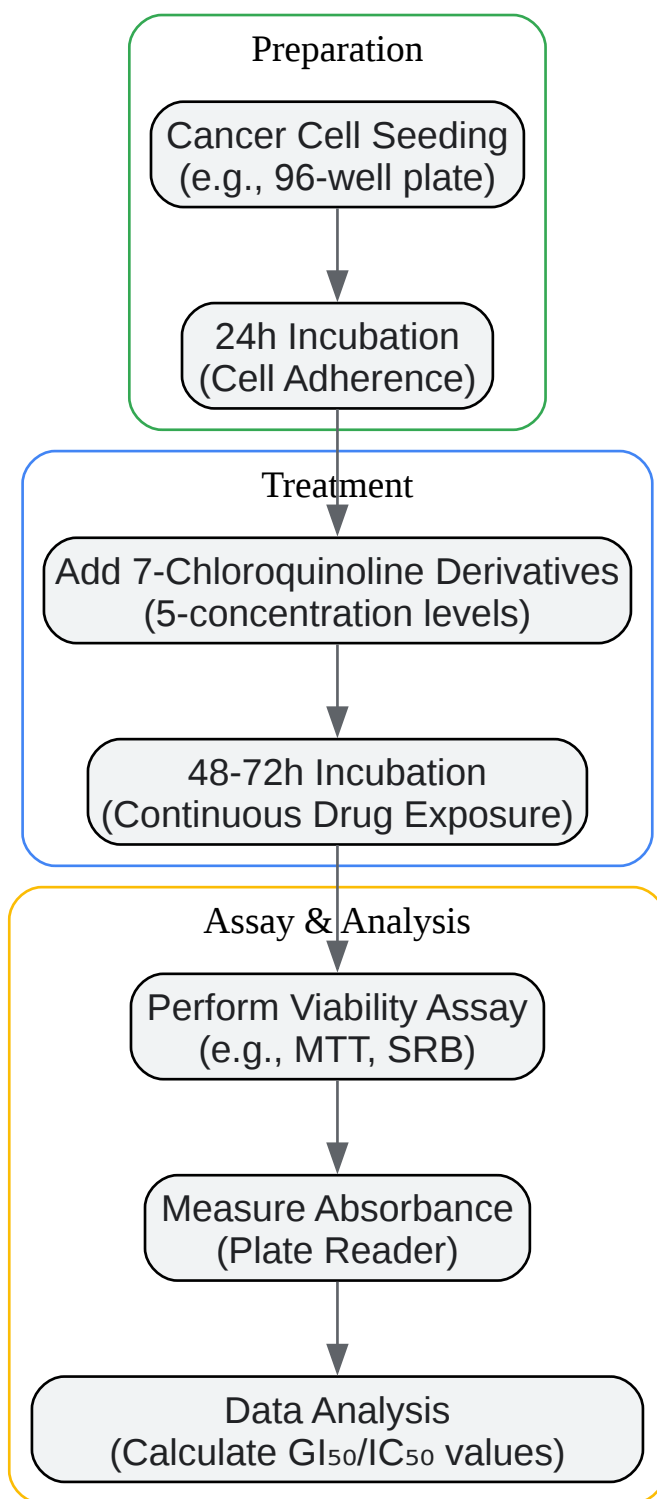 Preparation
Cancer Cell Seeding
(e.g., 96-well plate)
24h Incubation
(Cell Adherence)
Treatment
Add 7-Chloroquinoline Derivatives
(5-concentration levels)
48-72h Incubation
(Continuous Drug Exposure)
Assay & Analysis
Perform Viability Assay
(e.g., MTT, SRB)
Measure Absorbance
(Plate Reader)
Data Analysis
(Calculate GI₅₀/IC₅₀ values)